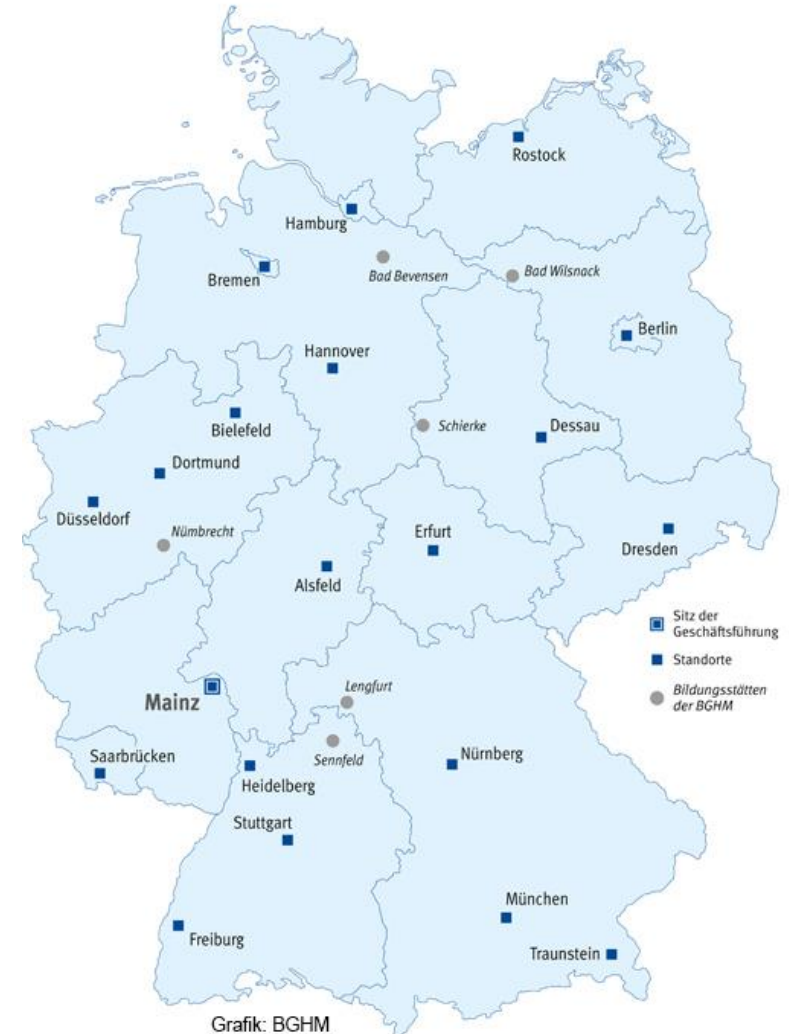 Rostock
Hamburg
Bad Bevensen
Bad Wilsnack
Bremen
Berlin
Hannover
Bielefeld
Schierke
Dessau
Dortmund
Düsseldorf
Nümbrecht
Erfurt
Dresden
Alsfeld
Sitz der
Geschäftsführung
Standorte
Bildungsstätten
der BGHM
Mainz
Lengfurt
Saarbrücken
Sennfeld
Nürnberg
Heidelberg
Stuttgart
München
Freiburg
Traunstein
Grafik: BGHM